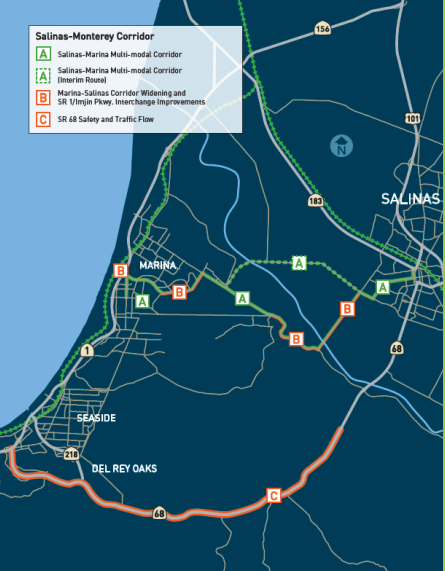 Salinas-Monterey Corridor
A Salinas-Marina Multi-modal Corridor
A Salinas-Marina Multi-modal Corridor
(Interim Route)
B Marina-Salinas Corridor Widening and
SR 1/Imjin Pkwy. Interchange Improvements
C SR 68 Safety and Traffic Flow
156
101
N
183
SALINAS
MARINA
B
A
A
A
B
A
B
B
1
68
SEASIDE
218
DEL REY OAKS
C
68